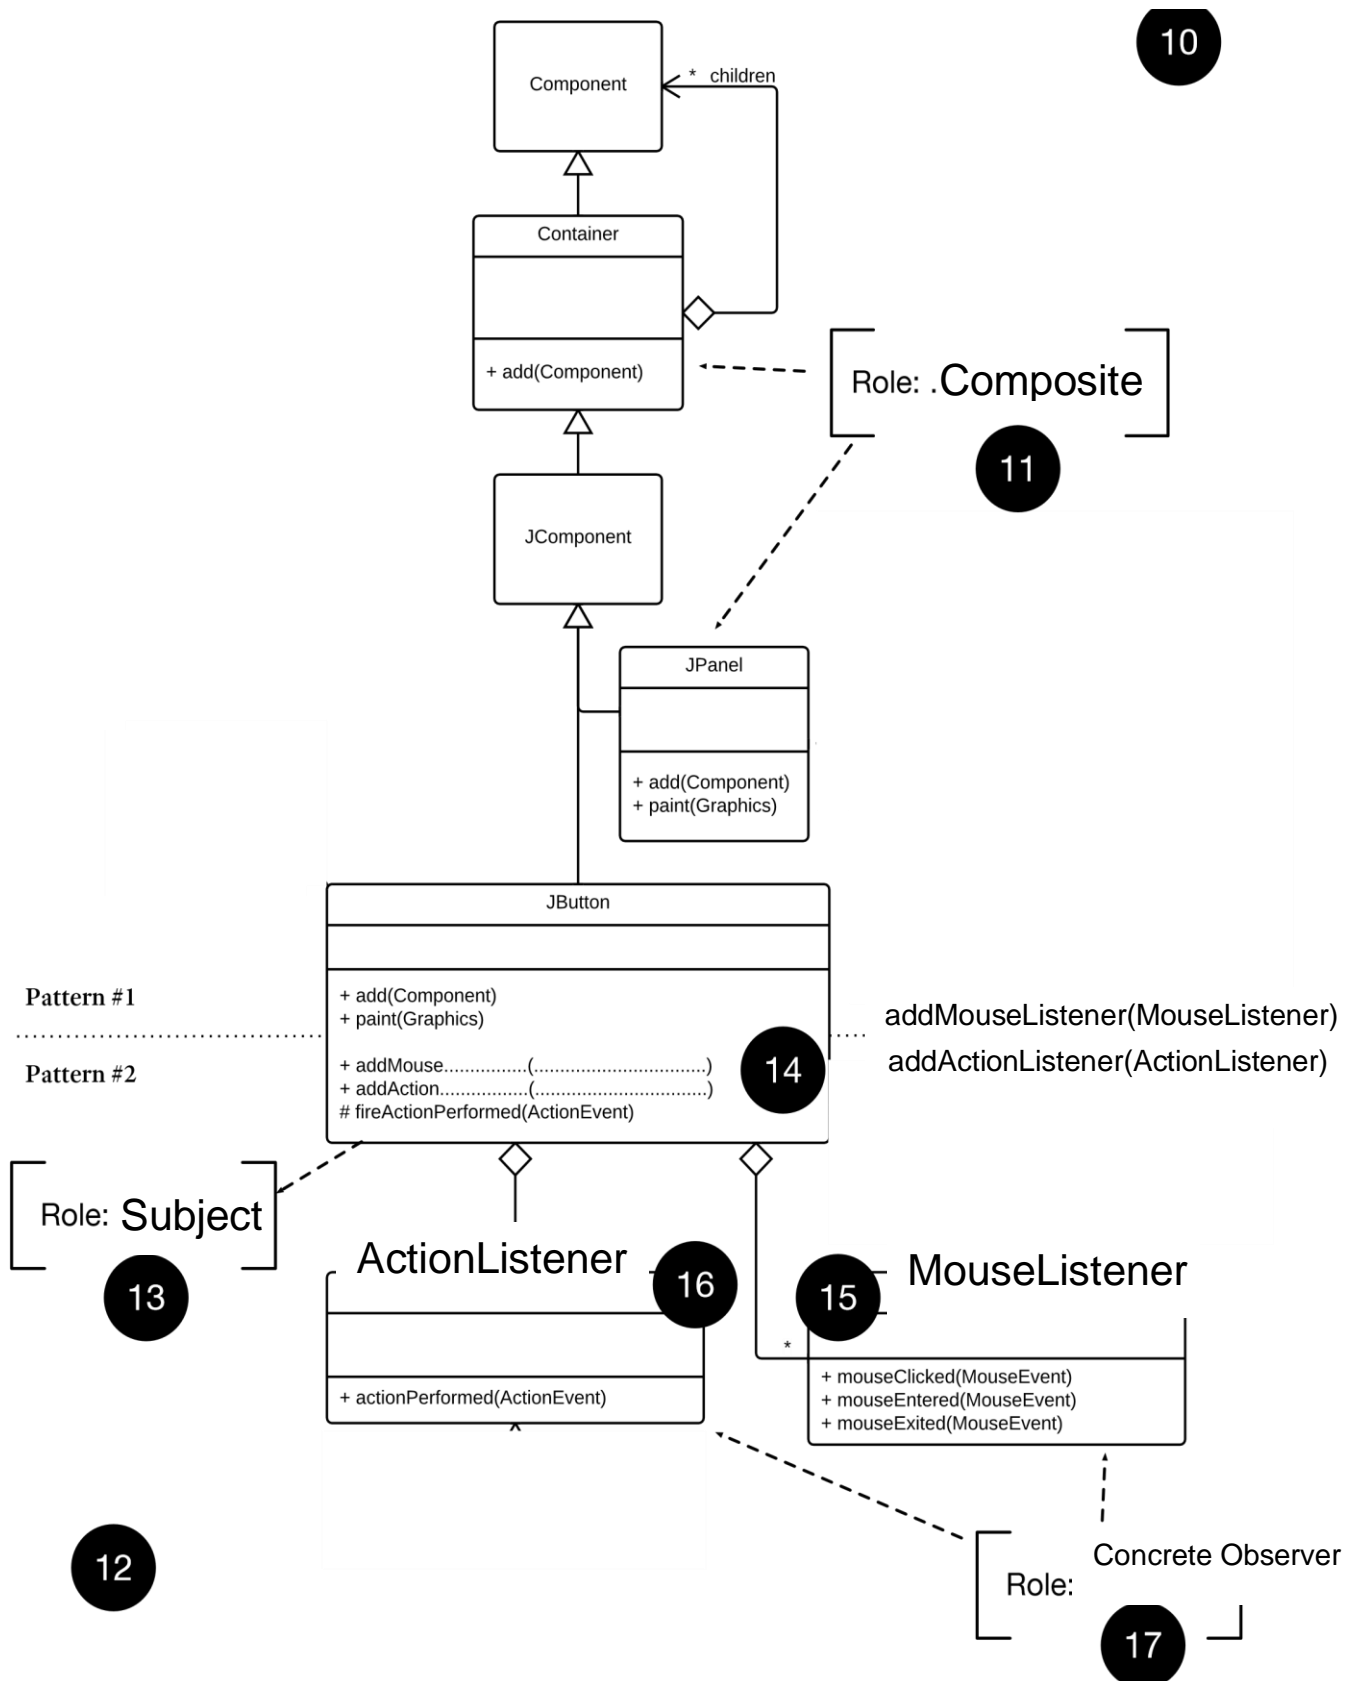 10
Component
* children
Container
+ add(Component)
Role: .Composite
11
JComponent
JPanel
+ add(Component)
+ paint(Graphics)
JButton
Pattern #1
+ add(Component)
+ paint(Graphics)
addMouseListener(MouseListener)
addActionListener(ActionListener)
Pattern #2
+ addMouse................(.................................)
+ addAction.................(.................................)
# fireActionPerformed(ActionEvent)
14
Role: Subject
13
ActionListener
16
15
MouseListener
+ actionPerformed(ActionEvent)
*
+ mouseClicked(MouseEvent)
+ mouseEntered(MouseEvent)
+ mouseExited(MouseEvent)
12
Concrete Observer
Role:
17